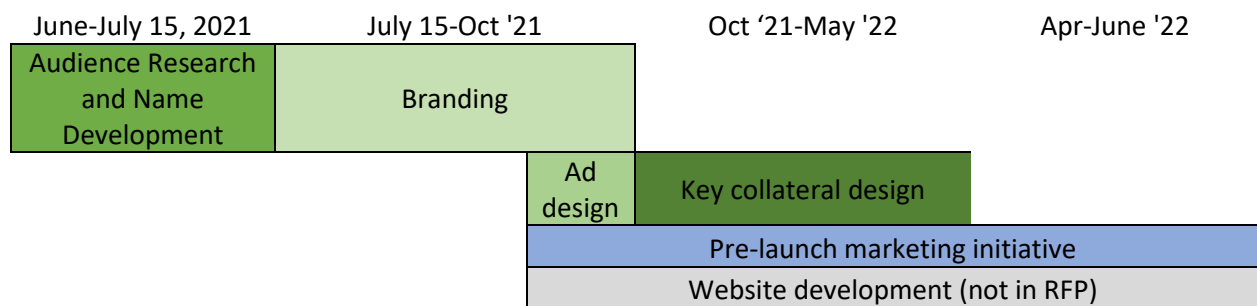 June-July 15, 2021 July 15-Oct '21 Oct ‘21-May '22 Apr-June '22
Audience Research
and Name
Development
Branding
Ad
design
Key collateral design
Pre-launch marketing initiative
Website development (not in RFP)